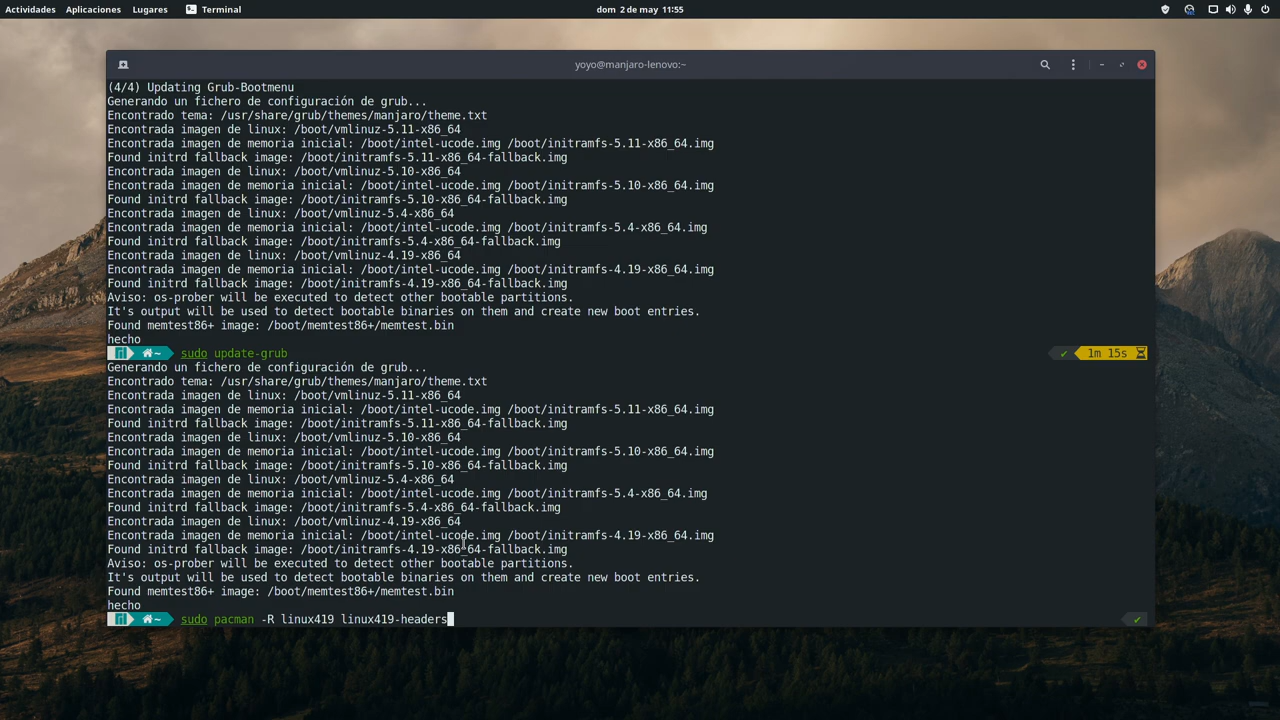 Actividades Aplicaciones Lugares Terminal dom 2 de may 11:55
yoyo@manjaro-lenovo:~
(4/4) Updating Grub-Bootmenu
Generando un fichero de configuración de grub...
Encontrado tema: /usr/share/grub/themes/manjaro/theme.txt
Encontrada imagen de linux: /boot/vmlinuz-5.11-x86_64
Encontrada imagen de memoria inicial: /boot/intel-ucode.img /boot/initramfs-5.11-x86_64.img
Found initrd fallback image: /boot/initramfs-5.11-x86_64-fallback.img
Encontrada imagen de linux: /boot/vmlinuz-5.10-x86_64
Encontrada imagen de memoria inicial: /boot/intel-ucode.img /boot/initramfs-5.10-x86_64.img
Found initrd fallback image: /boot/initramfs-5.10-x86_64-fallback.img
Encontrada imagen de linux: /boot/vmlinuz-5.4-x86_64
Encontrada imagen de memoria inicial: /boot/intel-ucode.img /boot/initramfs-5.4-x86_64.img
Found initrd fallback image: /boot/initramfs-5.4-x86_64-fallback.img
Encontrada imagen de linux: /boot/vmlinuz-4.19-x86_64
Encontrada imagen de memoria inicial: /boot/intel-ucode.img /boot/initramfs-4.19-x86_64.img
Found initrd fallback image: /boot/initramfs-4.19-x86_64-fallback.img
Aviso: os-prober will be executed to detect other bootable partitions.
It's output will be used to detect bootable binaries on them and create new boot entries.
Found memtest86+ image: /boot/memtest86+/memtest.bin
hecho
~ sudo update-grub ✔ 1m 15s
Generando un fichero de configuración de grub...
Encontrado tema: /usr/share/grub/themes/manjaro/theme.txt
Encontrada imagen de linux: /boot/vmlinuz-5.11-x86_64
Encontrada imagen de memoria inicial: /boot/intel-ucode.img /boot/initramfs-5.11-x86_64.img
Found initrd fallback image: /boot/initramfs-5.11-x86_64-fallback.img
Encontrada imagen de linux: /boot/vmlinuz-5.10-x86_64
Encontrada imagen de memoria inicial: /boot/intel-ucode.img /boot/initramfs-5.10-x86_64.img
Found initrd fallback image: /boot/initramfs-5.10-x86_64-fallback.img
Encontrada imagen de linux: /boot/vmlinuz-5.4-x86_64
Encontrada imagen de memoria inicial: /boot/intel-ucode.img /boot/initramfs-5.4-x86_64.img
Found initrd fallback image: /boot/initramfs-5.4-x86_64-fallback.img
Encontrada imagen de linux: /boot/vmlinuz-4.19-x86_64
Encontrada imagen de memoria inicial: /boot/intel-ucode.img /boot/initramfs-4.19-x86_64.img
Found initrd fallback image: /boot/initramfs-4.19-x86_64-fallback.img
Aviso: os-prober will be executed to detect other bootable partitions.
It's output will be used to detect bootable binaries on them and create new boot entries.
Found memtest86+ image: /boot/memtest86+/memtest.bin
hecho
~ sudo pacman -R linux419 linux419-headers ✔